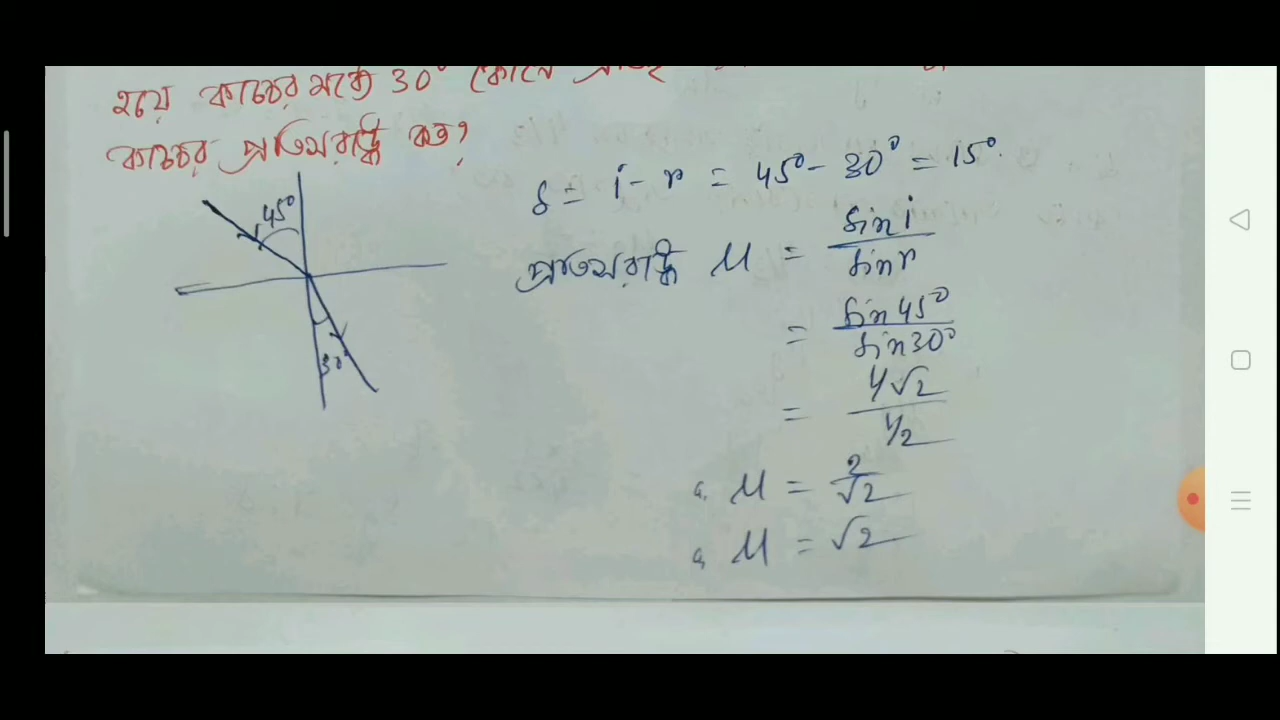 হয়ে কাচের মধ্যে 30° কোনে
কাচের প্রতিসরাঙ্ক কত?
45°
30°
δ = i - r = 45° - 30° = 15°.
প্রতিসরাঙ্ক μ = sin i / sin r
= sin 45° / sin 30°
= 1/√2 / 1/2
μ = 2/√2
μ = √2